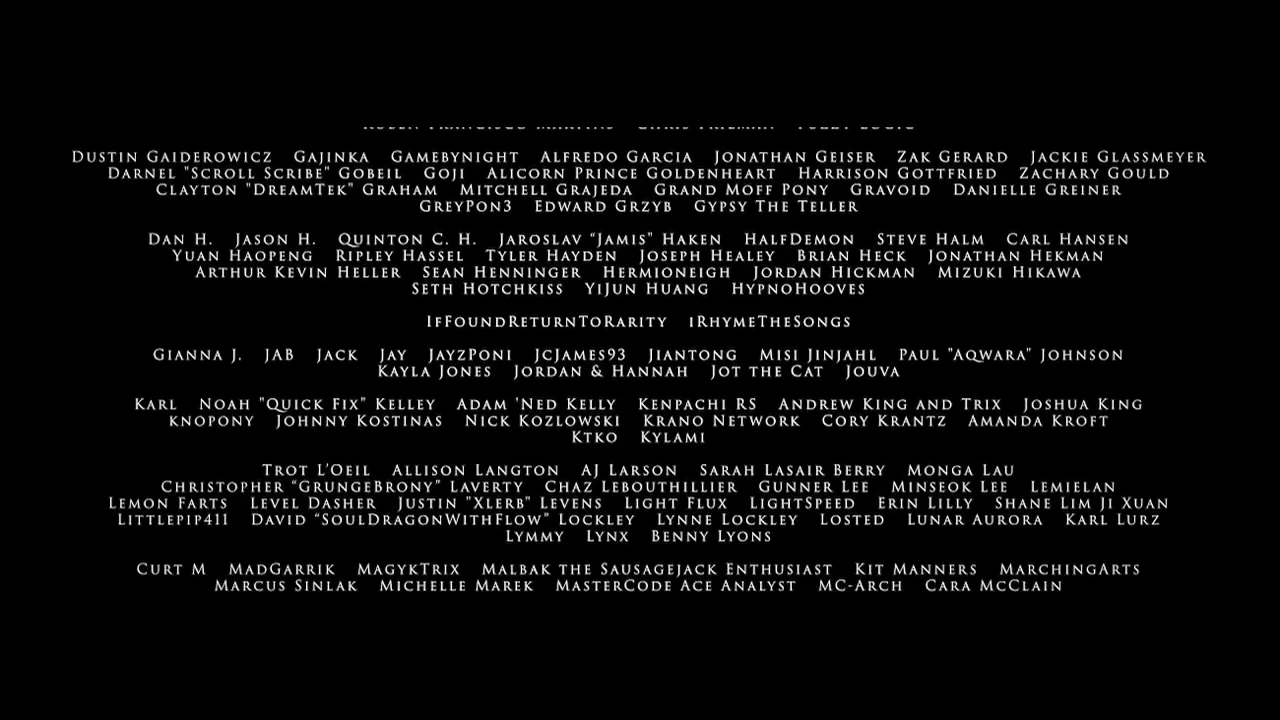 Dustin Gaiderowicz Gajinka Gamebynight Alfredo Garcia Jonathan Geiser Zak Gerard Jackie Glassmeyer
Darnel "Scroll Scribe" Gobeil Goji Alicorn Prince Goldenheart Harrison Gottfried Zachary Gould
Clayton "DreamTek" Graham Mitchell Grajeda Grand Moff Pony Gravoid Danielle Greiner
GreyPon3 Edward Grzyb Gypsy The Teller
Dan H. Jason H. Quinton C. H. Jaroslav “Jamis" Haken HalfDemon Steve Halm Carl Hansen
Yuan Haopeng Ripley Hassel Tyler Hayden Joseph Healey Brian Heck Jonathan Hekman
Arthur Kevin Heller Sean Henninger Hermioneigh Jordan Hickman Mizuki Hikawa
Seth Hotchkiss YiJun Huang HypnoHooves
IfFoundReturnToRarity iRhymeTheSongs
Gianna J. JAB Jack Jay JayzPoni JcJames93 Jiantong Misi Jinjahl Paul "Aqwara" Johnson
Kayla Jones Jordan & Hannah Jot the Cat Jouva
Karl Noah "Quick Fix" Kelley Adam 'Ned Kelly Kenpachi RS Andrew King and Trix Joshua King
knopony Johnny Kostinas Nick Kozlowski Krano Network Cory Krantz Amanda Kroft
Ktko Kylami
Trot L'Oeil Allison Langton AJ Larson Sarah Lasair Berry Monga Lau
Christopher “GrungeBrony” Laverty Chaz Lebouthillier Gunner Lee Minseok Lee Lemielan
Lemon Farts Level Dasher Justin "Xlerb" Levens Light Flux LightSpeed Erin Lilly Shane Lim Ji Xuan
Littlepip411 David “SoulDragonWithFlow” Lockley Lynne Lockley Losted Lunar Aurora Karl Lurz
Lymmy Lynx Benny Lyons
Curt M MadGarrik MagykTrix Malbak the Sausagejack Enthusiast Kit Manners MarchingArts
Marcus Sinlak Michelle Marek MasterCode Ace Analyst MC-Arch Cara McClain